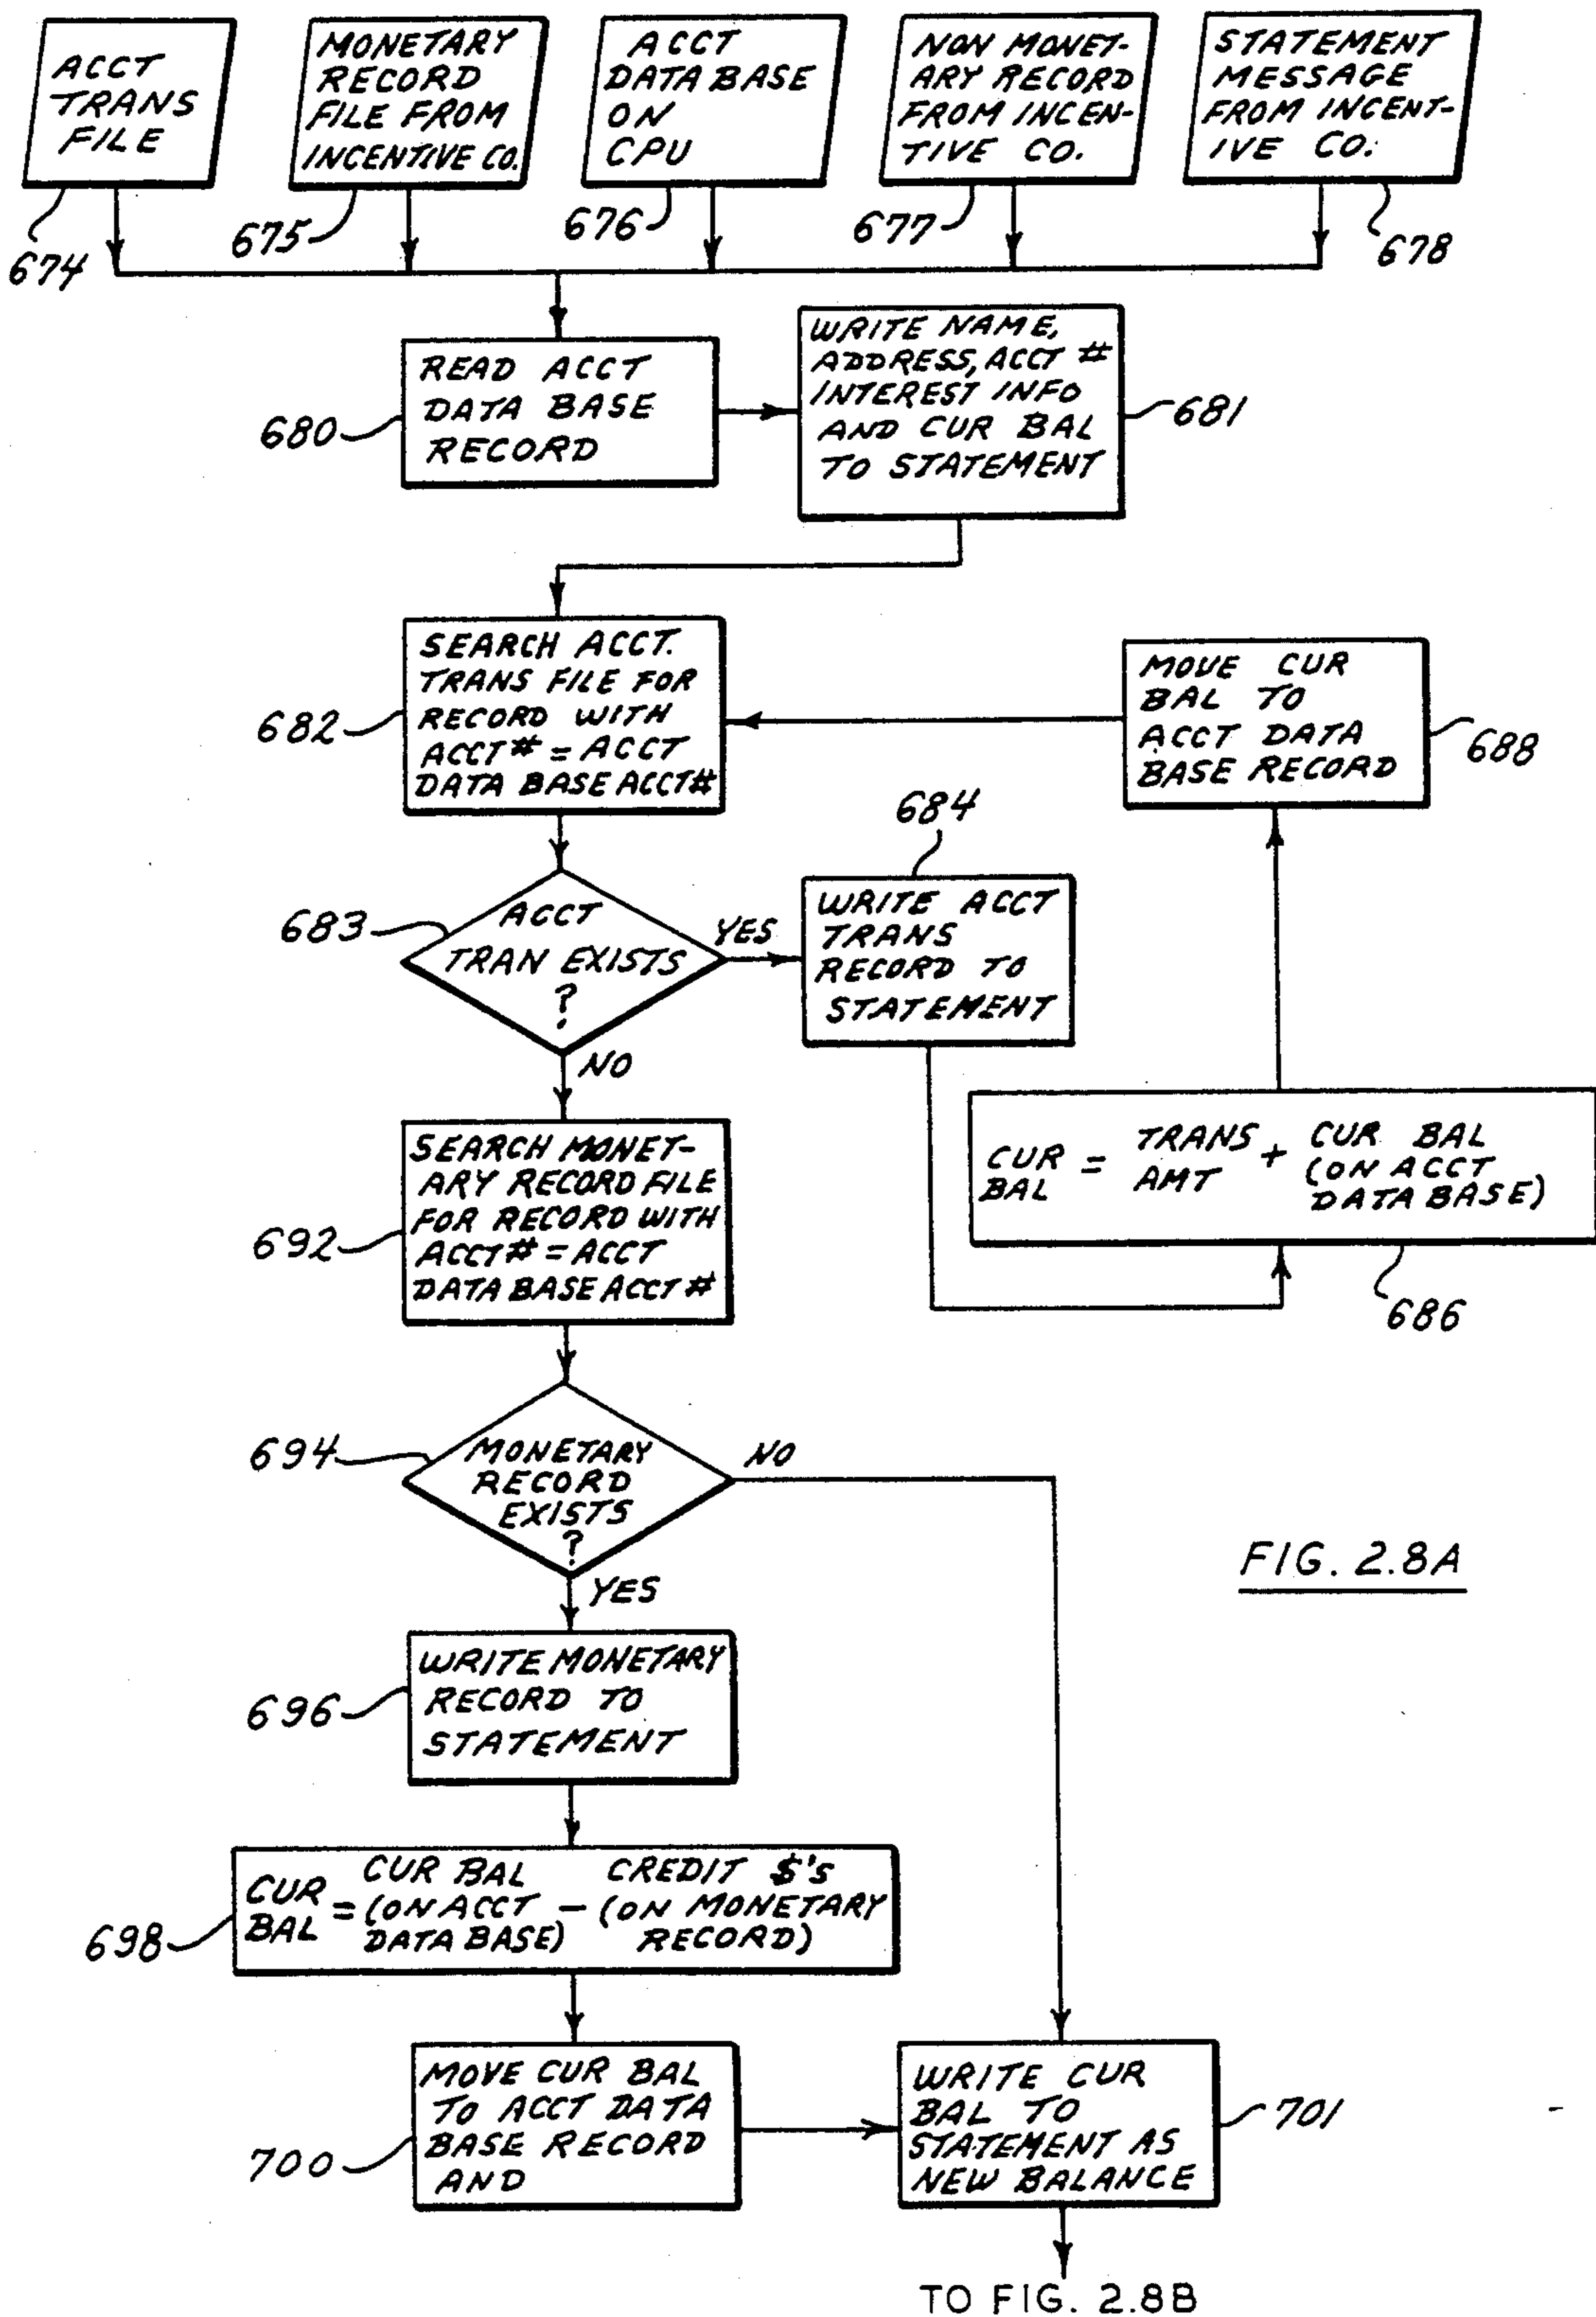 ACCT
TRANS
FILE
674
MONETARY
RECORD
FILE FROM
INCENTIVE CO.
675
ACCT
DATA BASE
ON
CPU
676
NON MONET-
ARY RECORD
FROM INCEN-
TIVE CO.
677
STATEMENT
MESSAGE
FROM INCENT-
IVE CO.
678
READ ACCT
DATA BASE
RECORD
680
WRITE NAME,
ADDRESS, ACCT #
INTEREST INFO
AND CUR BAL
TO STATEMENT
681
SEARCH ACCT.
TRANS FILE FOR
RECORD WITH
ACCT # = ACCT
DATA BASE ACCT#
682
MOVE CUR
BAL TO
ACCT DATA
BASE RECORD
688
ACCT
TRAN EXISTS
?
683
YES
NO
684
WRITE ACCT
TRANS
RECORD TO
STATEMENT
CUR BAL = TRANS AMT + CUR BAL (ON ACCT DATA BASE)
686
SEARCH MONET-
ARY RECORD FILE
FOR RECORD WITH
ACCT # = ACCT
DATA BASE ACCT #
692
MONETARY
RECORD
EXISTS
?
694
NO
YES
FIG. 2.8A
WRITE MONETARY
RECORD TO
STATEMENT
696
CUR BAL = CUR BAL (ON ACCT DATA BASE) - CREDIT $'s (ON MONETARY RECORD)
698
MOVE CUR BAL
TO ACCT DATA
BASE RECORD
AND
700
WRITE CUR
BAL TO
STATEMENT AS
NEW BALANCE
701
TO FIG. 2.8B